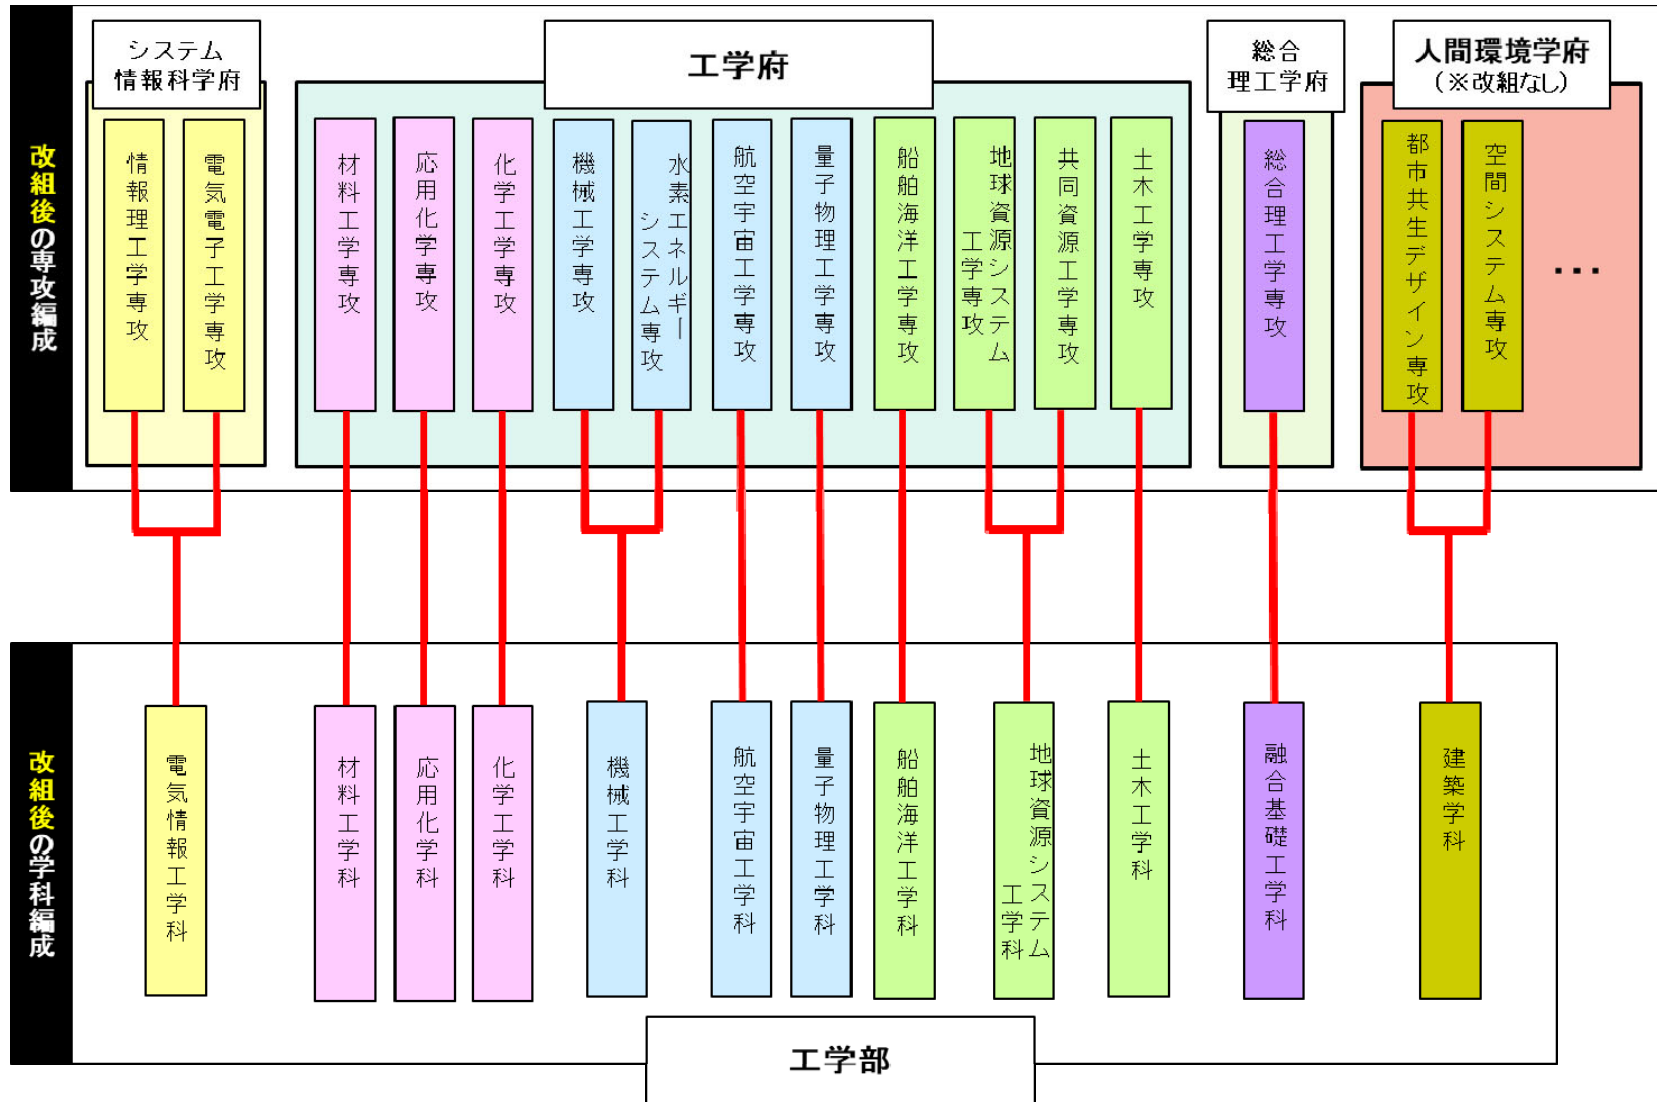 システム
情報科学府
工学府
総合
理工学府
人間環境学府
(※改組なし)
改組後の専攻編成
情報理工学専攻
電気電子工学専攻
材料工学専攻
応用化学専攻
化学工学専攻
機械工学専攻
水素エネルギー
システム専攻
航空宇宙工学専攻
量子物理工学専攻
船舶海洋工学専攻
地球資源システム
工学専攻
共同資源工学専攻
土木工学専攻
総合理工学専攻
都市共生デザイン専攻
空間システム専攻
・・・
改組後の学科編成
電気情報工学科
材料工学科
応用化学科
化学工学科
機械工学科
航空宇宙工学科
量子物理工学科
船舶海洋工学科
地球資源システム
工学科
土木工学科
融合基礎工学科
建築学科
工学部